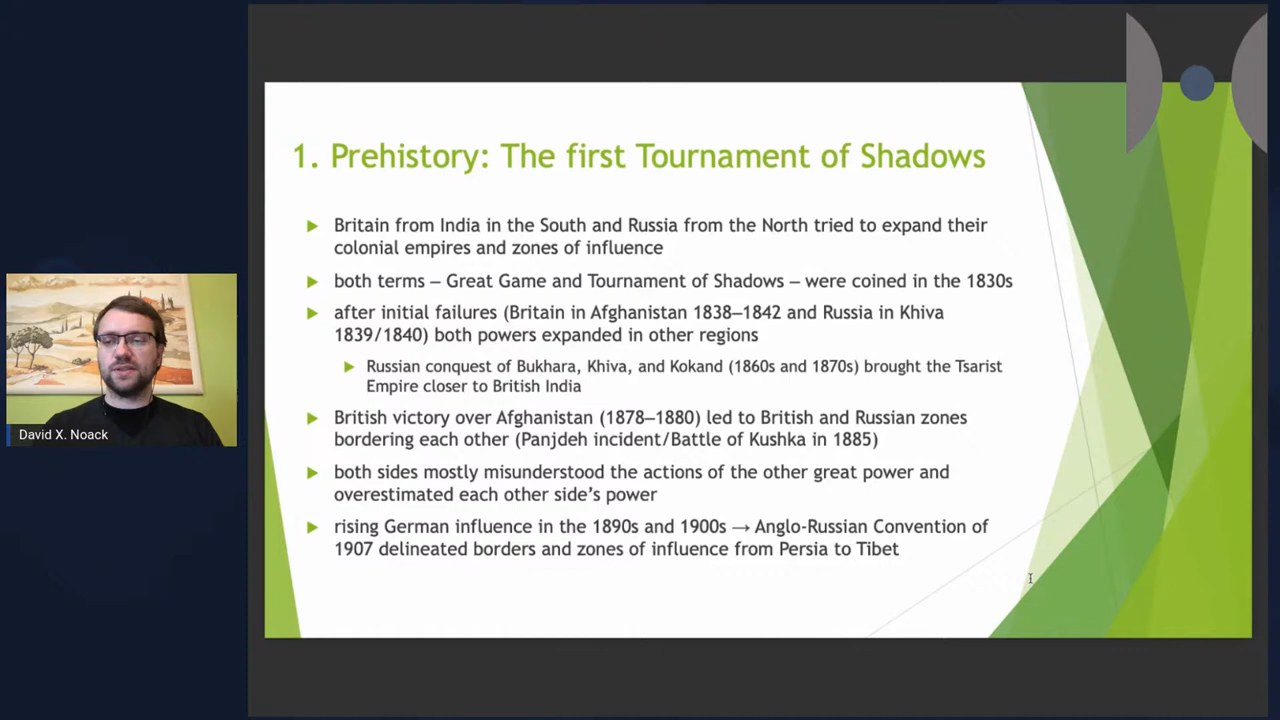 1. Prehistory: The first Tournament of Shadows
Britain from India in the South and Russia from the North tried to expand their
colonial empires and zones of influence
both terms – Great Game and Tournament of Shadows – were coined in the 1830s
after initial failures (Britain in Afghanistan 1838–1842 and Russia in Khiva
1839/1840) both powers expanded in other regions
Russian conquest of Bukhara, Khiva, and Kokand (1860s and 1870s) brought the Tsarist
Empire closer to British India
British victory over Afghanistan (1878–1880) led to British and Russian zones
bordering each other (Panjdeh incident/Battle of Kushka in 1885)
both sides mostly misunderstood the actions of the other great power and
overestimated each other side's power
rising German influence in the 1890s and 1900s → Anglo-Russian Convention of
1907 delineated borders and zones of influence from Persia to Tibet
David X. Noack